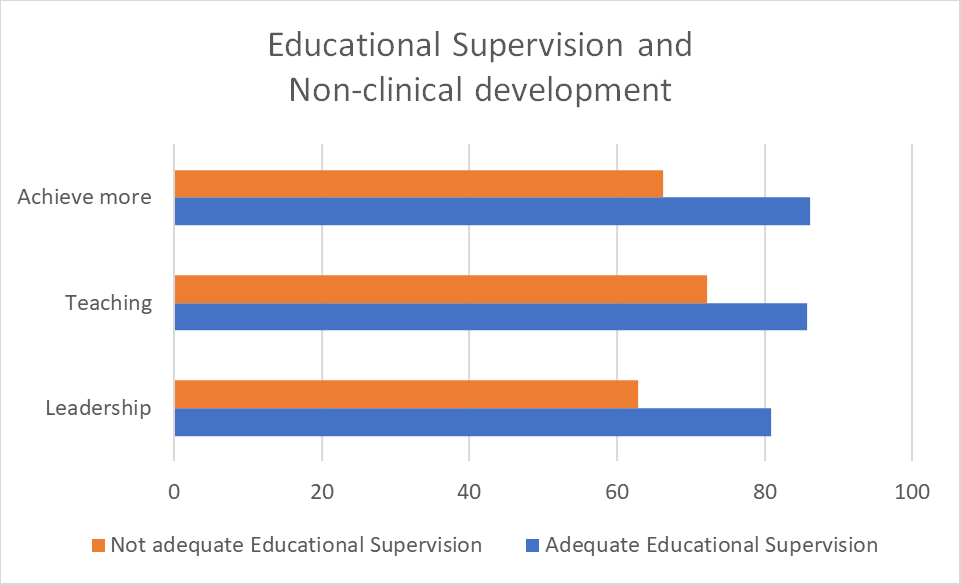 Educational Supervision and
Non-clinical development
Achieve more
Teaching
Leadership
0 20 40 60 80 100
Not adequate Educational Supervision Adequate Educational Supervision